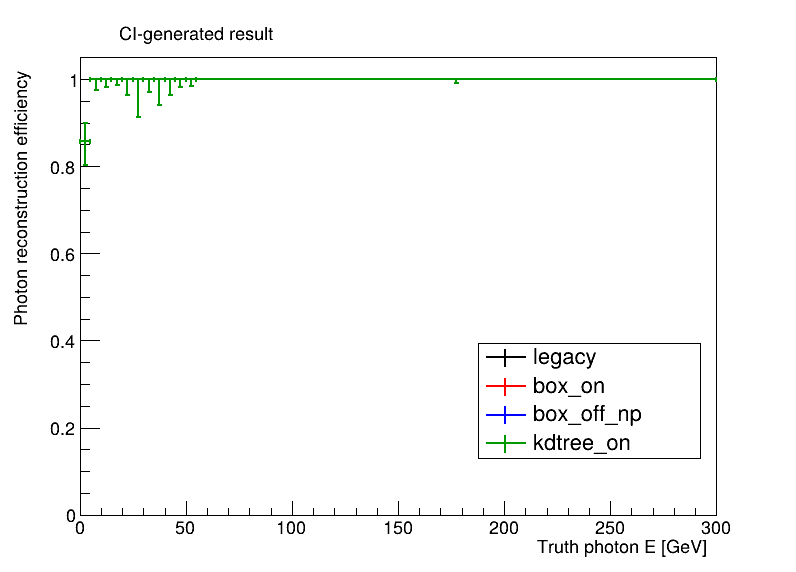 CI-generated result
Photon reconstruction efficiency
1
0.8
0.6
0.4
0.2
0
legacy
box_on
box_off_np
kdtree_on
0 50 100 150 200 250 300
Truth photon E [GeV]